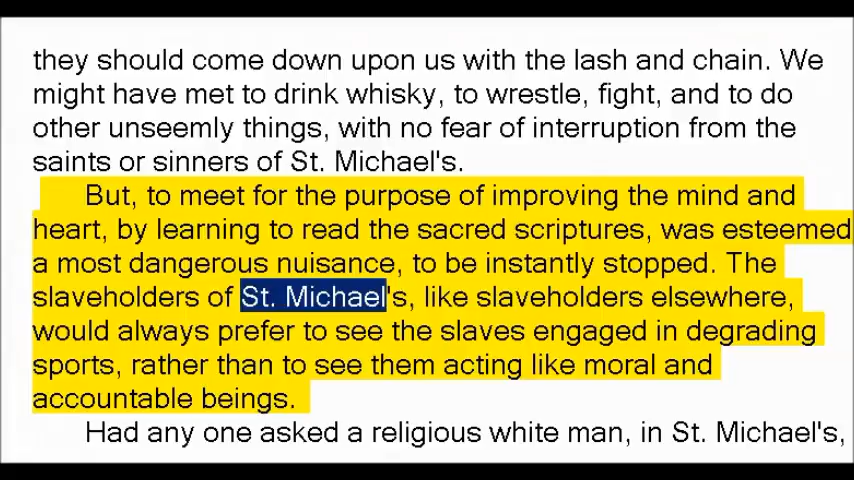 they should come down upon us with the lash and chain. We
might have met to drink whisky, to wrestle, fight, and to do
other unseemly things, with no fear of interruption from the
saints or sinners of St. Michael's.
But, to meet for the purpose of improving the mind and
heart, by learning to read the sacred scriptures, was esteemed
a most dangerous nuisance, to be instantly stopped. The
slaveholders of St. Michael's, like slaveholders elsewhere,
would always prefer to see the slaves engaged in degrading
sports, rather than to see them acting like moral and
accountable beings.
Had any one asked a religious white man, in St. Michael's,